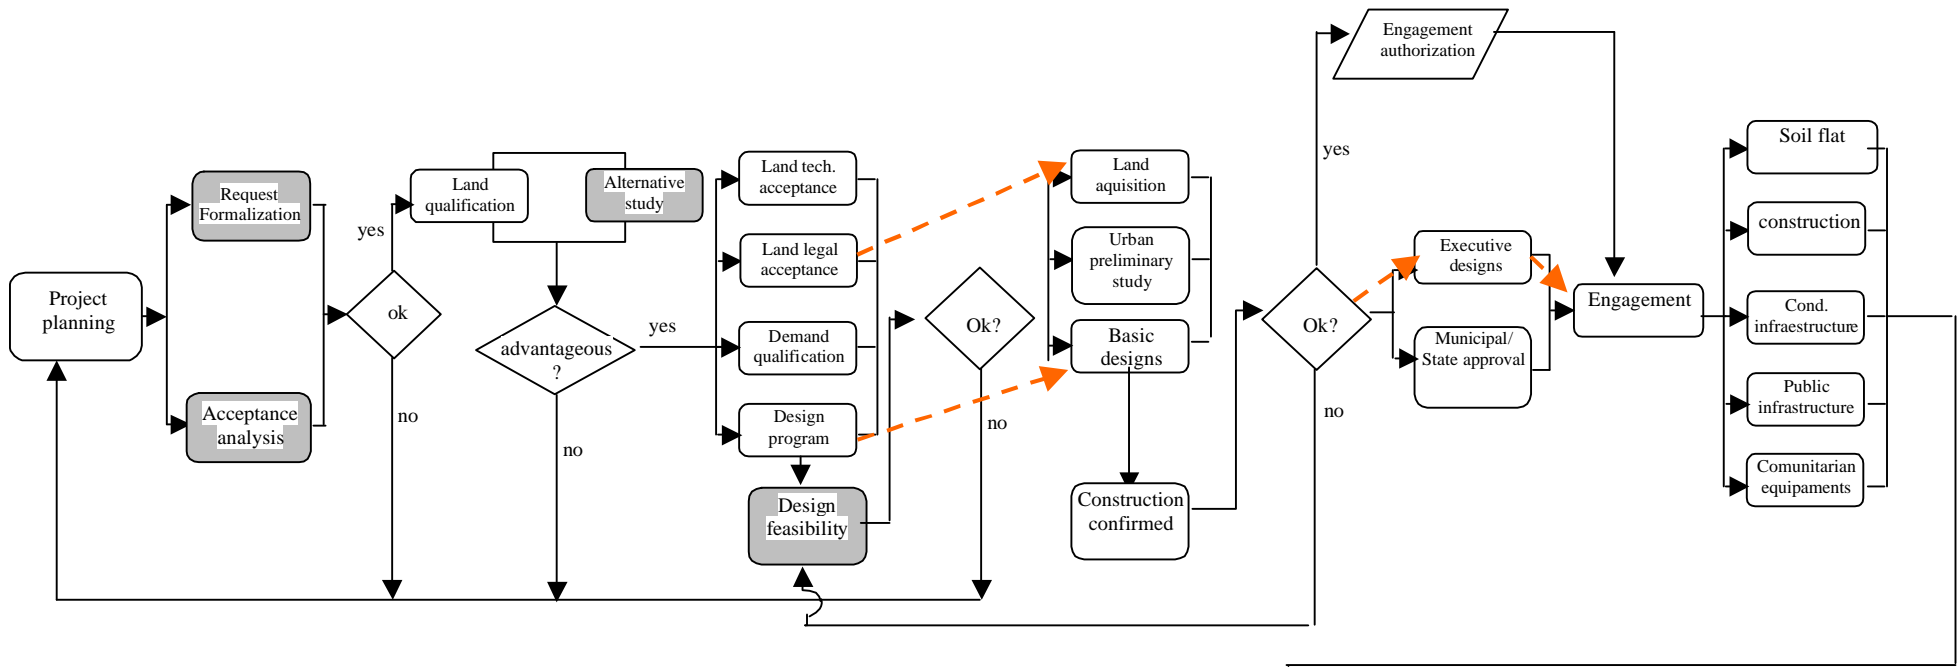 Project
planning
Request
Formalization
Acceptance
analysis
yes
ok
no
Land
qualification
Alternative
study
advantageous
?
yes
no
Land tech.
acceptance
Land legal
acceptance
Demand
qualification
Design
program
Design
feasibility
Ok?
no
Land
aquisition
Urban
preliminary
study
Basic
designs
Construction
confirmed
Ok?
yes
no
Engagement
authorization
Executive
designs
Municipal/
State approval
Engagement
Soil flat
construction
Cond.
infraestructure
Public
infrastructure
Comunitarian
equipaments